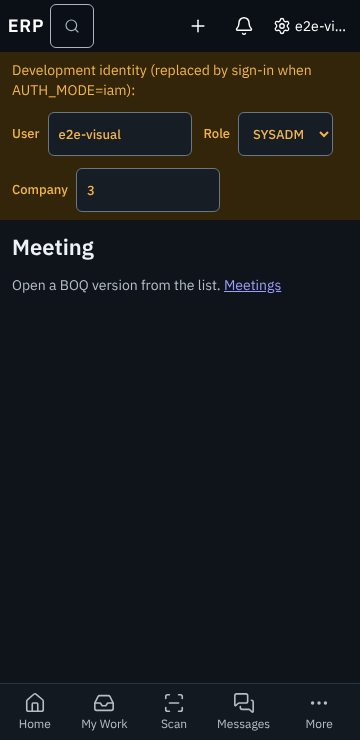 ERP
e2e-vi...
Development identity (replaced by sign-in when
AUTH_MODE=iam):
User e2e-visual Role SYSADM
Company 3
Meeting
Open a BOQ version from the list. Meetings
Home My Work Scan Messages More